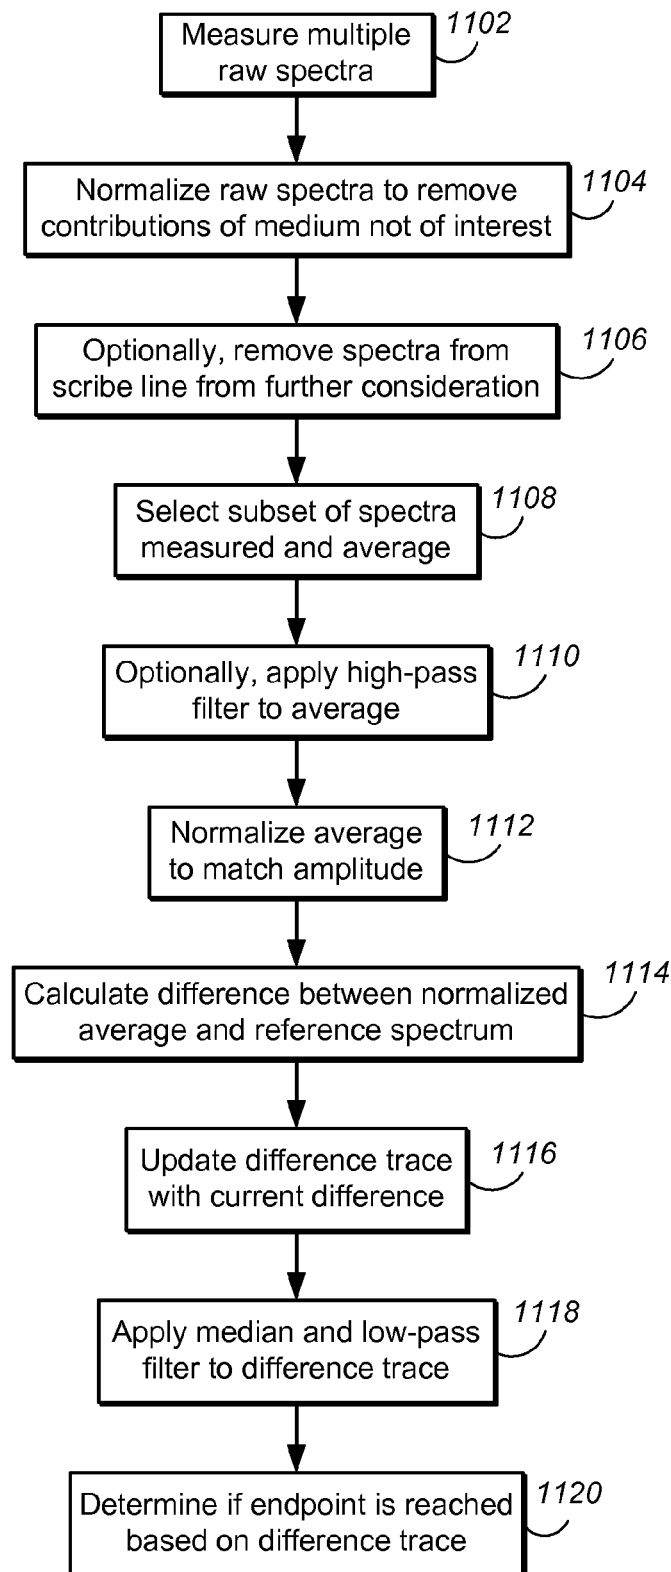 Measure multiple
raw spectra
1102
Normalize raw spectra to remove
contributions of medium not of interest
1104
Optionally, remove spectra from
scribe line from further consideration
1106
Select subset of spectra
measured and average
1108
Optionally, apply high-pass
filter to average
1110
Normalize average
to match amplitude
1112
Calculate difference between normalized
average and reference spectrum
1114
Update difference trace
with current difference
1116
Apply median and low-pass
filter to difference trace
1118
Determine if endpoint is reached
based on difference trace
1120